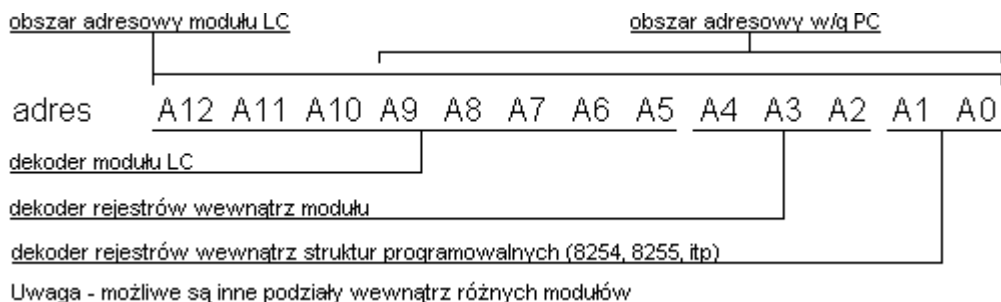 obszar adresowy modułu LC obszar adresowy w/g PC
adres A12 A11 A10 A9 A8 A7 A6 A5 A4 A3 A2 A1 A0
dekoder modułu LC
dekoder rejestrów wewnątrz modułu
dekoder rejestrów wewnątrz struktur programowalnych (8254, 8255, itp)
Uwaga - możliwe są inne podziały wewnątrz różnych modułów